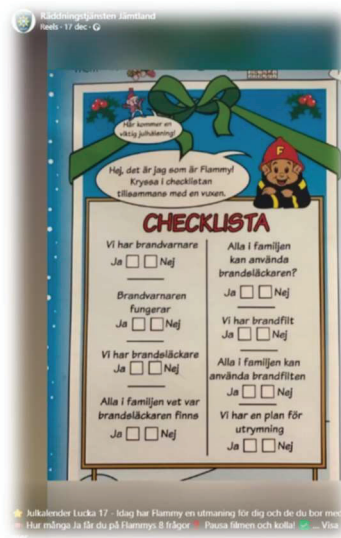 Räddningstjänsten Jämtland
Reels · 17 dec ·
Här kommer en
viktig julhälsning!
Hej, det är jag som är Flammy!
Kryssa i checklistan
tillsammans med en vuxen.
F
CHECKLISTA
Vi har brandvarnare
Ja Nej
Brandvarnaren
fungerar
Ja Nej
Vi har brandsläckare
Ja Nej
Alla i familjen vet var
brandsläckaren finns
Ja Nej
Alla i familjen
kan använda
brandsläckaren?
Ja Nej
Vi har brandfilt
Ja Nej
Alla i familjen kan
använda brandfilten
Ja Nej
Vi har en plan för
utrymning
Ja Nej
Julkalender Lucka 17 - Idag har Flammy en utmaning för dig och de du bor med
Hur många Ja får du på Flammys 8 frågor Pausa filmen och kolla! ... Visa